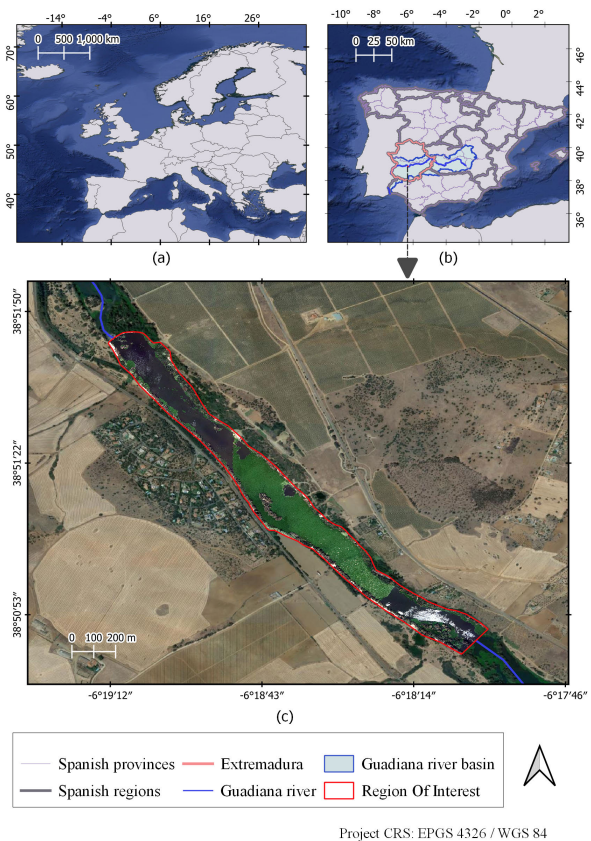 -14° -4° 6° 16° 26°
0 500 1,000 km
70°
60°
50°
40°
(a)
-10° -8° -6° -4° -2° 0° 2°
0 25 50 km
46°
44°
42°
40°
38°
36°
(b)
38°51'50"
38°51'22"
38°50'53"
0 100 200 m
-6°19'12" -6°18'43" -6°18'14" -6°17'46"
(c)
Spanish provinces Extremadura Guadiana river basin
Spanish regions Guadiana river Region Of Interest
Project CRS: EPGS 4326 / WGS 84